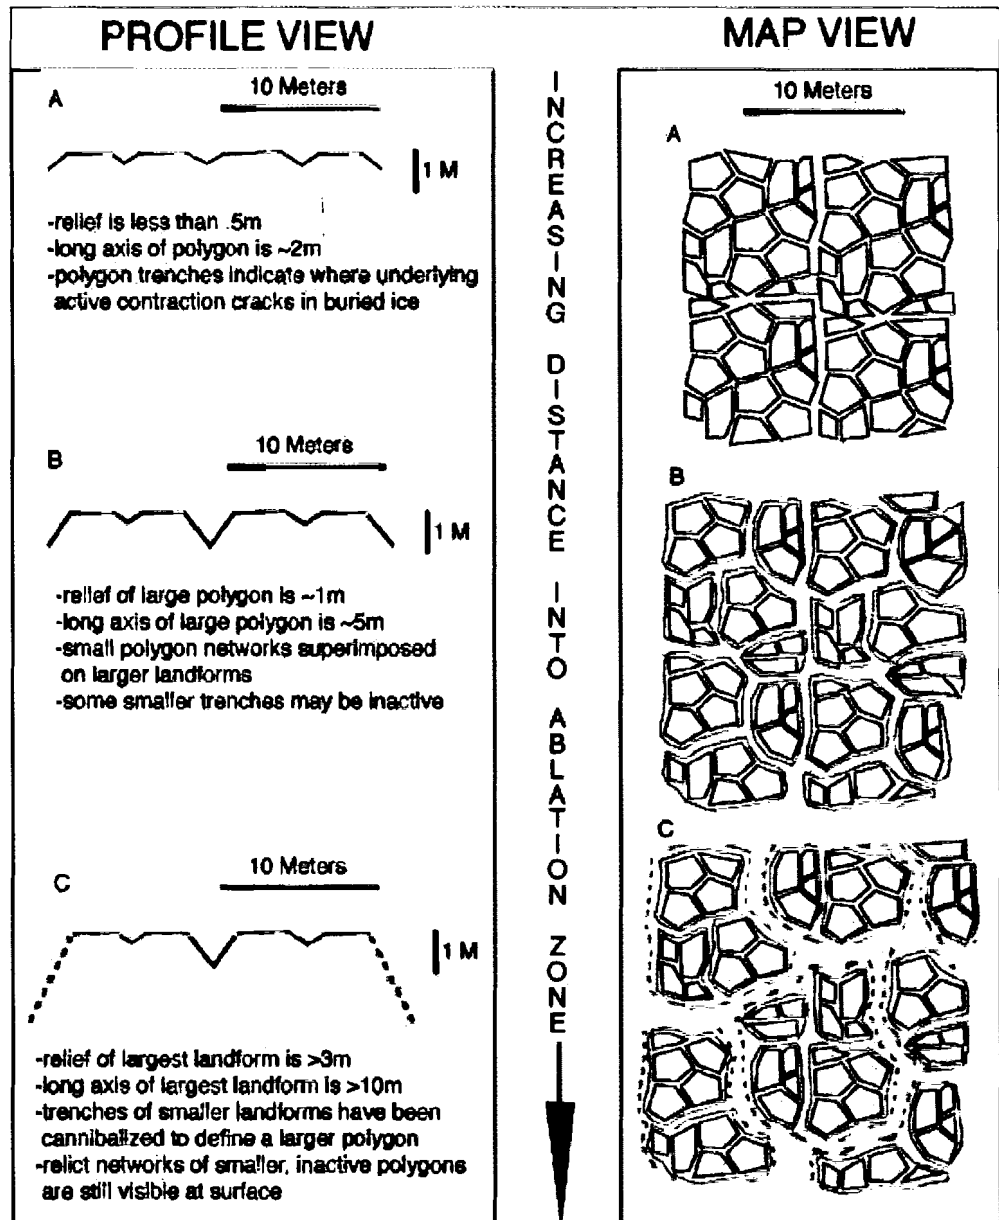 PROFILE VIEW
A
10 Meters
1 M
-relief is less than .5m
-long axis of polygon is ~2m
-polygon trenches indicate where underlying
active contraction cracks in buried ice
B
10 Meters
1 M
-relief of large polygon is ~1m
-long axis of large polygon is ~5m
-small polygon networks superimposed
on larger landforms
-some smaller trenches may be inactive
C
10 Meters
1 M
-relief of largest landform is >3m
-long axis of largest landform is >10m
-trenches of smaller landforms have been
cannibalized to define a larger polygon
-relict networks of smaller, inactive polygons
are still visible at surface
INCREASING DISTANCE INTO ABLATION ZONE
MAP VIEW
10 Meters
A
B
C